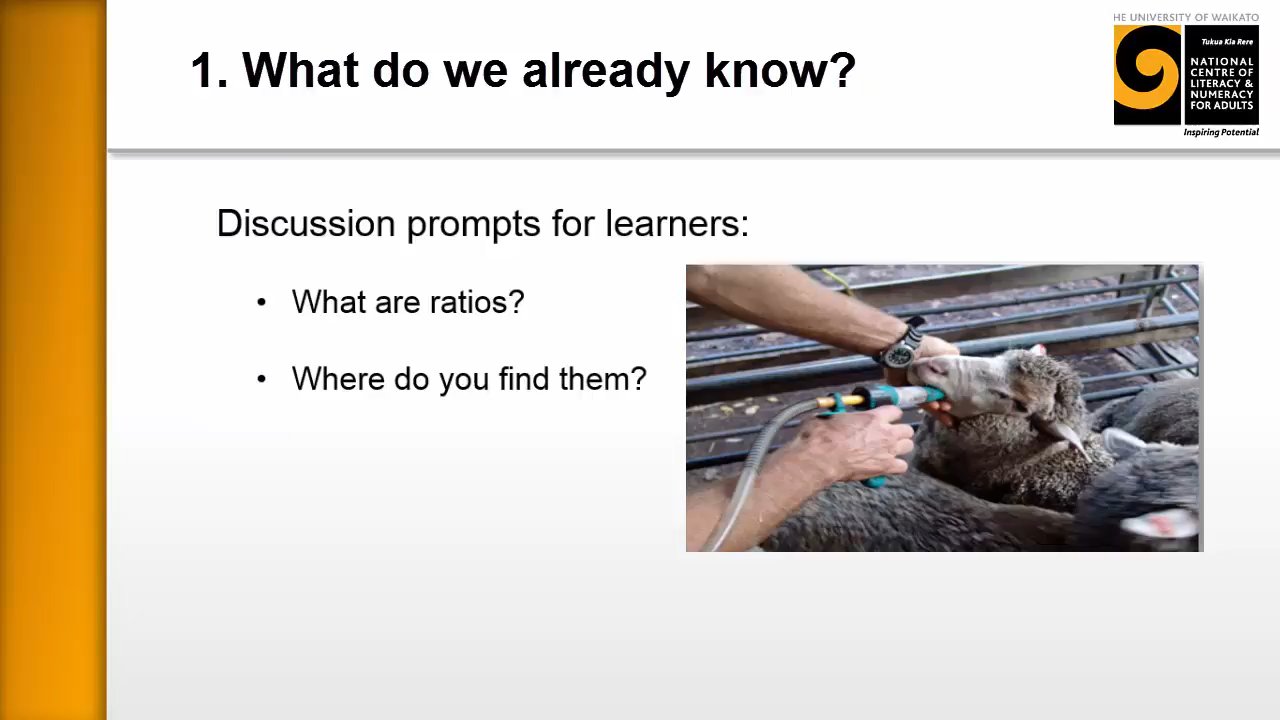 HE UNIVERSITY OF WAIKATO
1. What do we already know?
Tukua Kia Rere
NATIONAL
CENTRE OF
LITERACY &
NUMERACY
FOR ADULTS
Inspiring Potential
Discussion prompts for learners:
• What are ratios?
• Where do you find them?